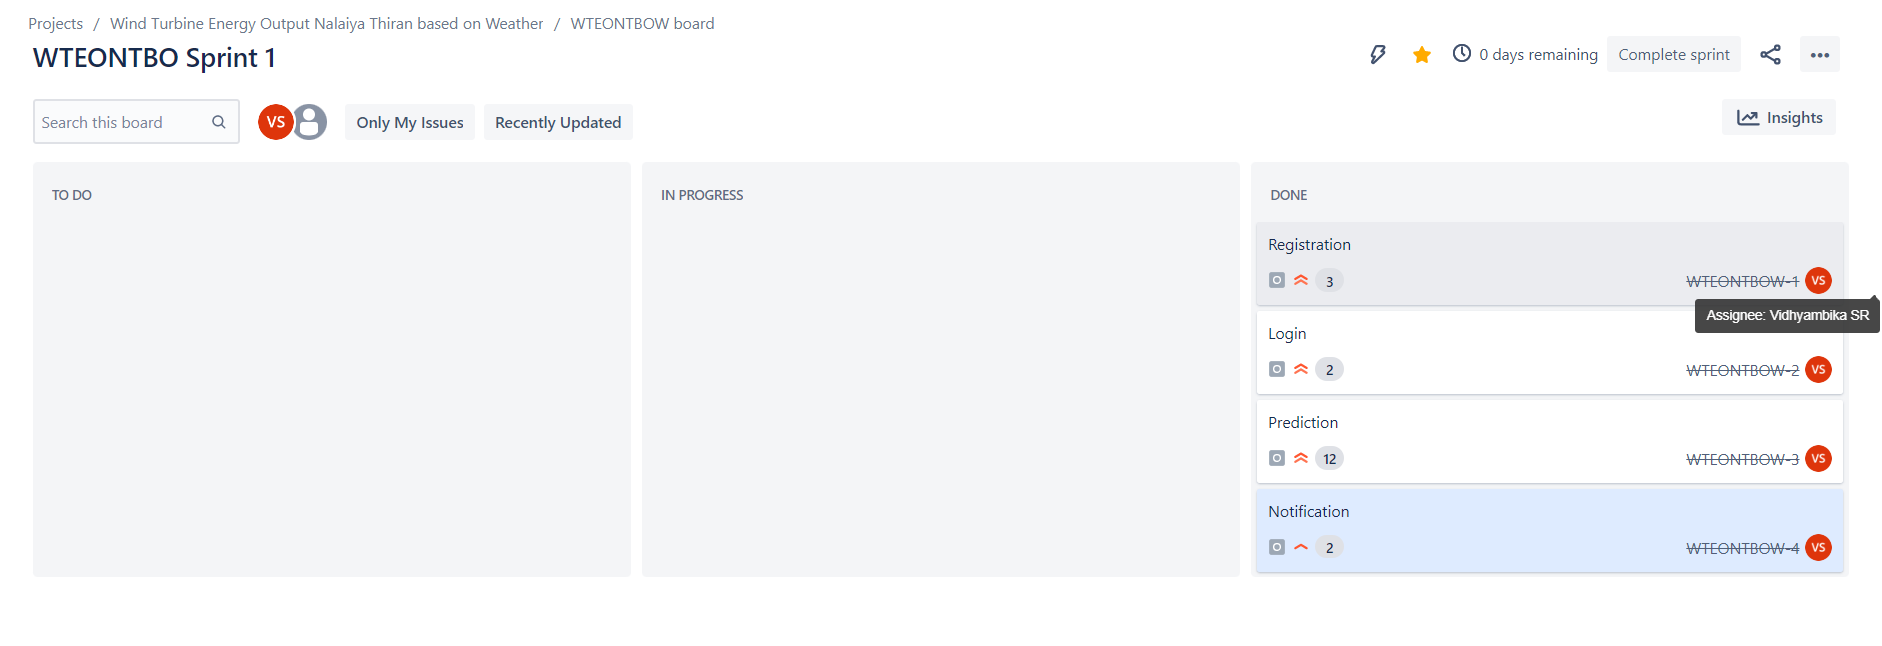 Projects / Wind Turbine Energy Output Nalaiya Thiran based on Weather / WTEONTBOW board
WTEONTBO Sprint 1
0 days remaining
Complete sprint
Search this board
VS
Only My Issues
Recently Updated
Insights
TO DO
IN PROGRESS
DONE
Registration
3
WTEONTBOW-1
VS
Assignee: Vidhyambika SR
Login
2
WTEONTBOW-2
VS
Prediction
12
WTEONTBOW-3
VS
Notification
2
WTEONTBOW-4
VS